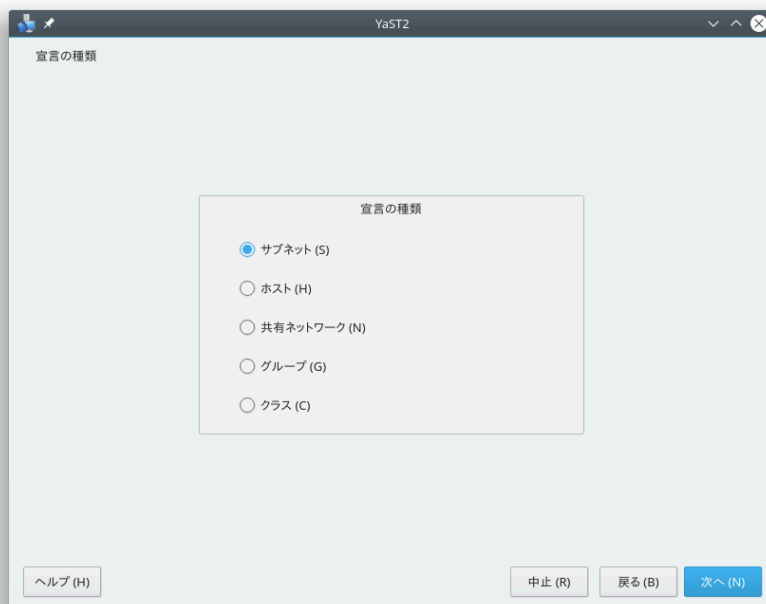 YaST2
宣言の種類
宣言の種類
サブネット (S)
ホスト (H)
共有ネットワーク (N)
グループ (G)
クラス (C)
ヘルプ (H) 中止 (R) 戻る (B) 次へ (N)